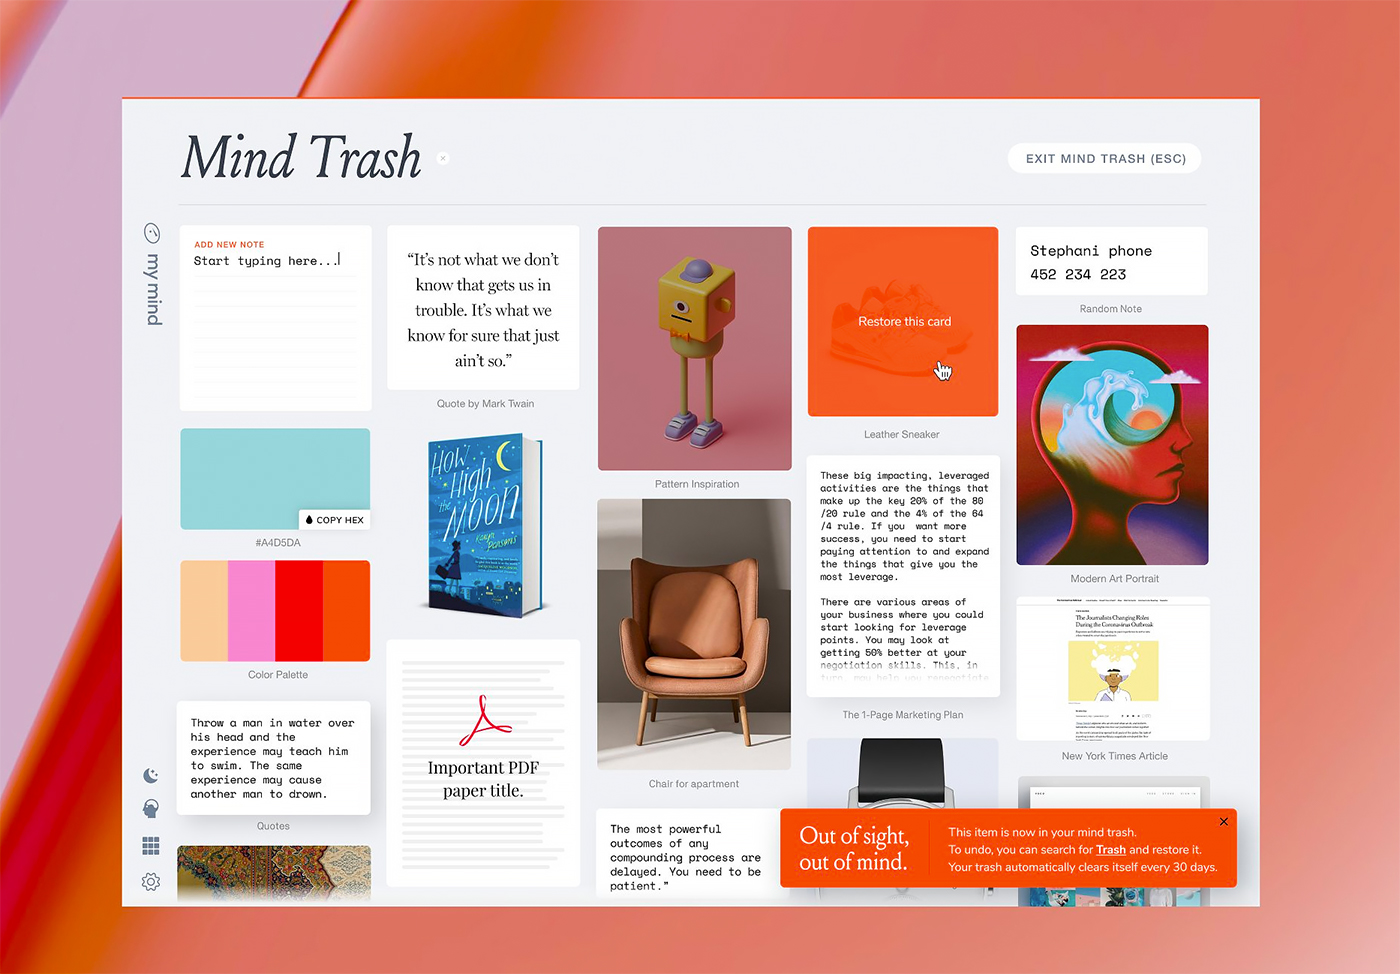 Mind Trash
EXIT MIND TRASH (ESC)
my mind
ADD NEW NOTE
Start typing here...
COPY HEX
#A4D5DA
Color Palette
Throw a man in water over
his head and the
experience may teach him
to swim. The same
experience may cause
another man to drown.
Quotes
“It’s not what we don’t
know that gets us in
trouble. It’s what we
know for sure that just
ain’t so.”
Quote by Mark Twain
How
High
the
MOON
Karyn
Parsons
Important PDF
paper title.
Pattern Inspiration
Chair for apartment
The most powerful
outcomes of any
compounding process are
delayed. You need to be
patient.”
Restore this card
Leather Sneaker
These big impacting, leveraged
activities are the things that
make up the key 20% of the 80
/20 rule and the 4% of the 64
/4 rule. If you want more
success, you need to start
paying attention to and expand
the things that give you the
most leverage.
There are various areas of
your business where you could
start looking for leverage
points. You may look at
getting 50% better at your
negotiation skills. This, in
turn, may help you renegotiate
The 1-Page Marketing Plan
Stephani phone
452 234 223
Random Note
Modern Art Portrait
The Journalists Changing Roles
During the Coronavirus Outbreak
New York Times Article
Out of sight,
out of mind.
This item is now in your mind trash.
To undo, you can search for Trash and restore it.
Your trash automatically clears itself every 30 days.